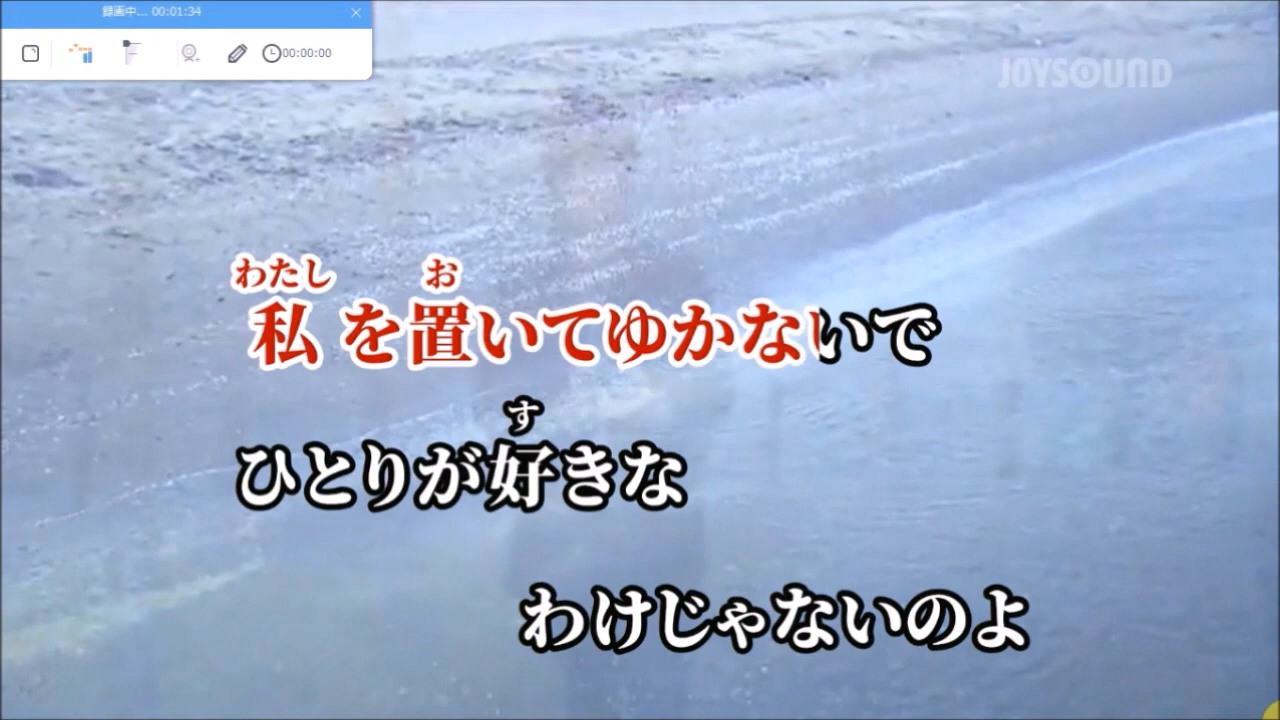 録画中... 00:01:34
00:00:00
JOYSOUND
わたし お
私を置いてゆかないで
す
ひとりが好きな
わけじゃないのよ